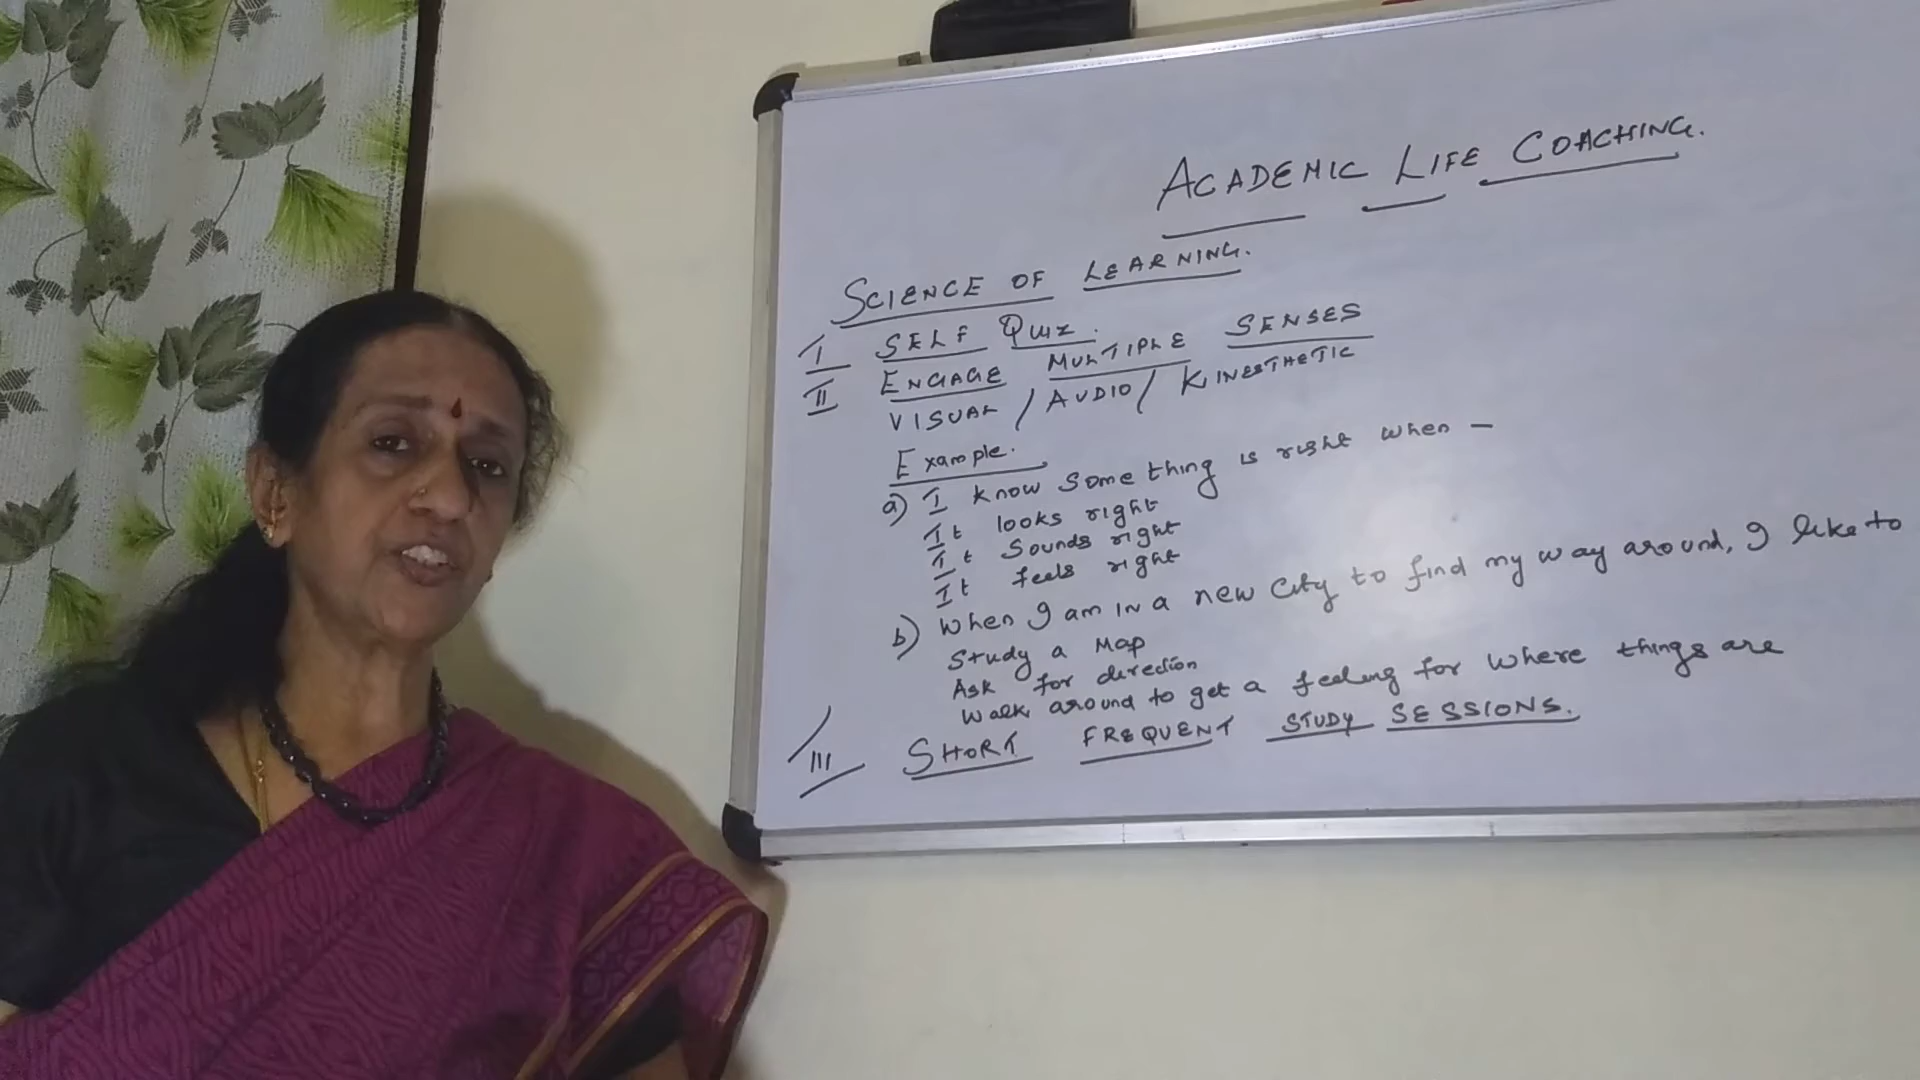 ACADEMIC LIFE COACHING.
SCIENCE OF LEARNING.
I SELF Quiz.
II ENGAGE MULTIPLE SENSES
VISUAL / AUDIO / KINESTHETIC
Example.
a) I know Some thing is right when —
It looks right
It Sounds right
It feels right
b) When I am in a new City to find my way around, I like to
Study a Map
Ask for direction
Walk around to get a feeling for where things are
III SHORT FREQUENT STUDY SESSIONS.